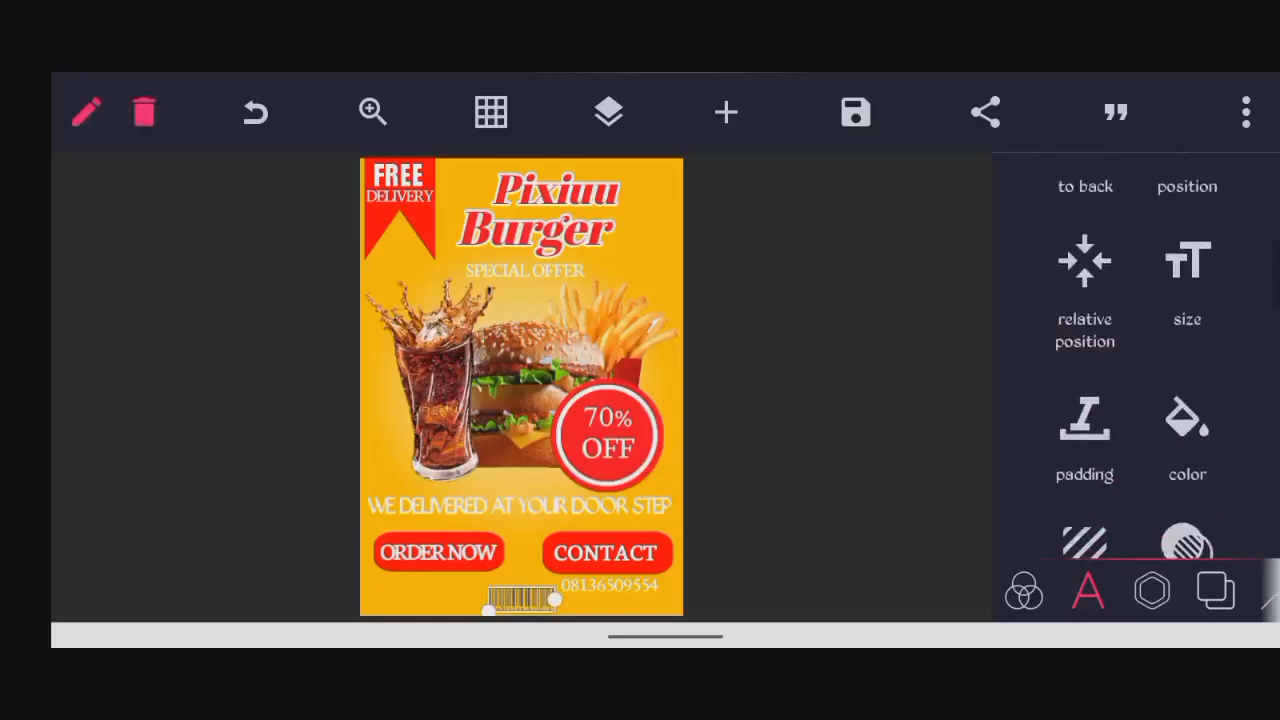 FREE
DELIVERY
Pixiuu
Burger
SPECIAL OFFER
70%
OFF
WE DELIVERED AT YOUR DOOR STEP
ORDER NOW
CONTACT
08136509554
to back
position
relative
position
size
padding
color